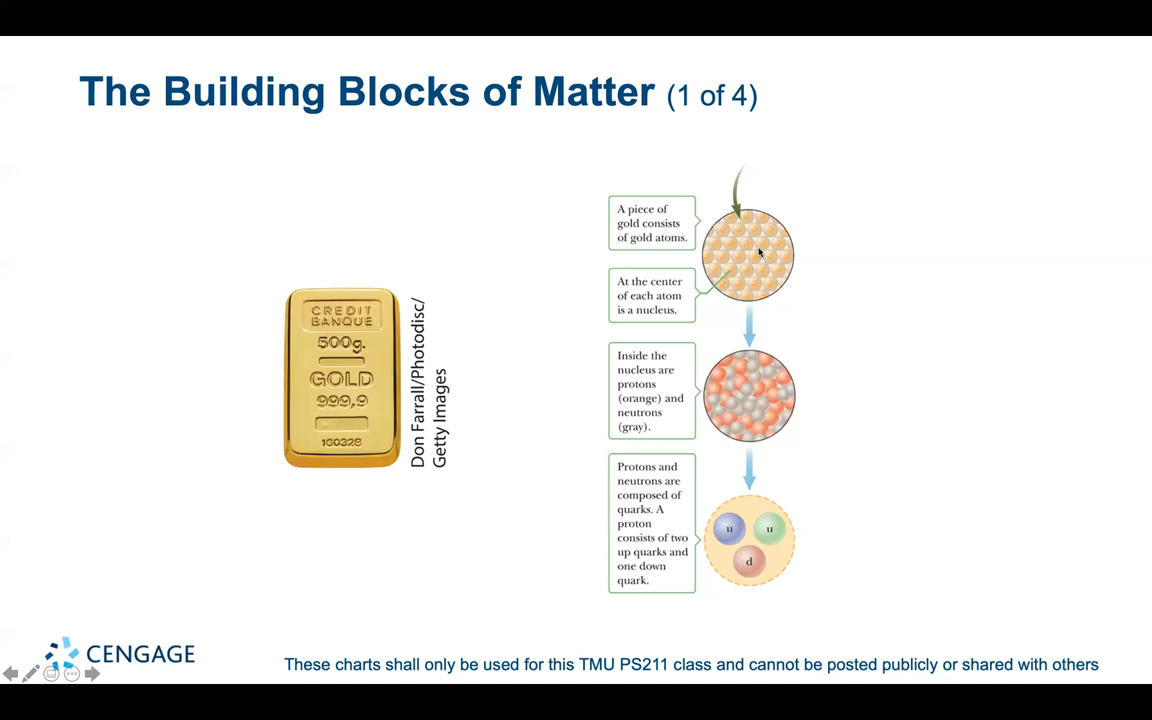 The Building Blocks of Matter (1 of 4)
CREDIT
BANQUE
500g.
GOLD
999,9
160328
Don Farrall/Photodisc/
Getty Images
A piece of
gold consists
of gold atoms.
At the center
of each atom
is a nucleus.
Inside the
nucleus are
protons
(orange) and
neutrons
(gray).
Protons and
neutrons are
composed of
quarks. A
proton
consists of two
up quarks and
one down
quark.
u u
d
CENGAGE
These charts shall only be used for this TMU PS211 class and cannot be posted publicly or shared with others